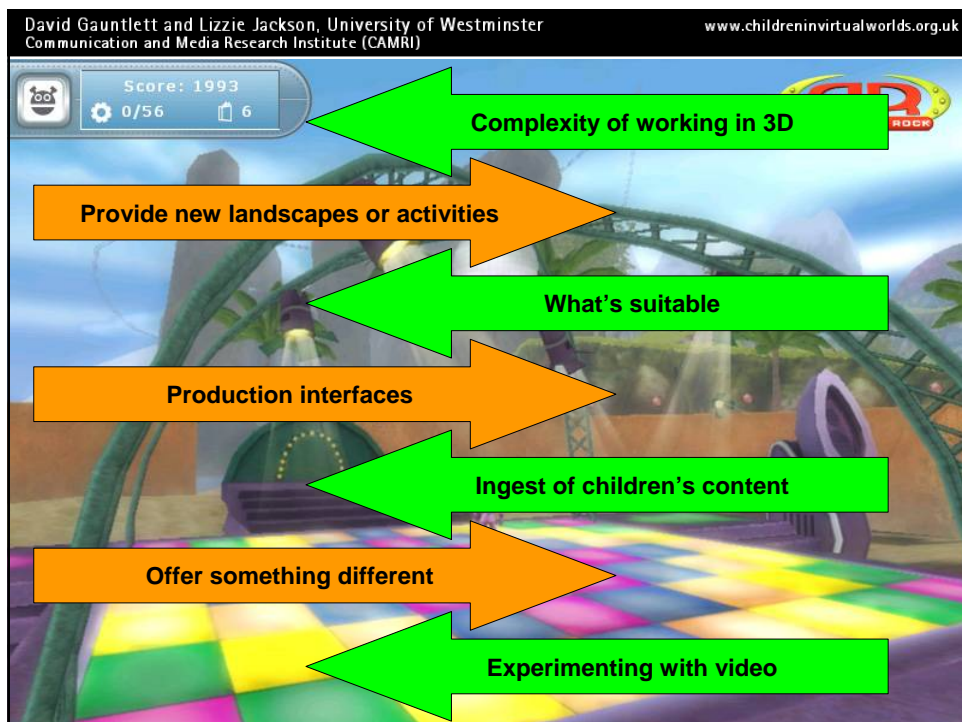 David Gauntlett and Lizzie Jackson, University of Westminster
www.childreninvirtualworlds.org.uk
Communication and Media Research Institute (CAMRI)
Score: 1993
0/56 6
Complexity of working in 3D
ROCK
Provide new landscapes or activities
What's suitable
Production interfaces
Ingest of children's content
Offer something different
Experimenting with video